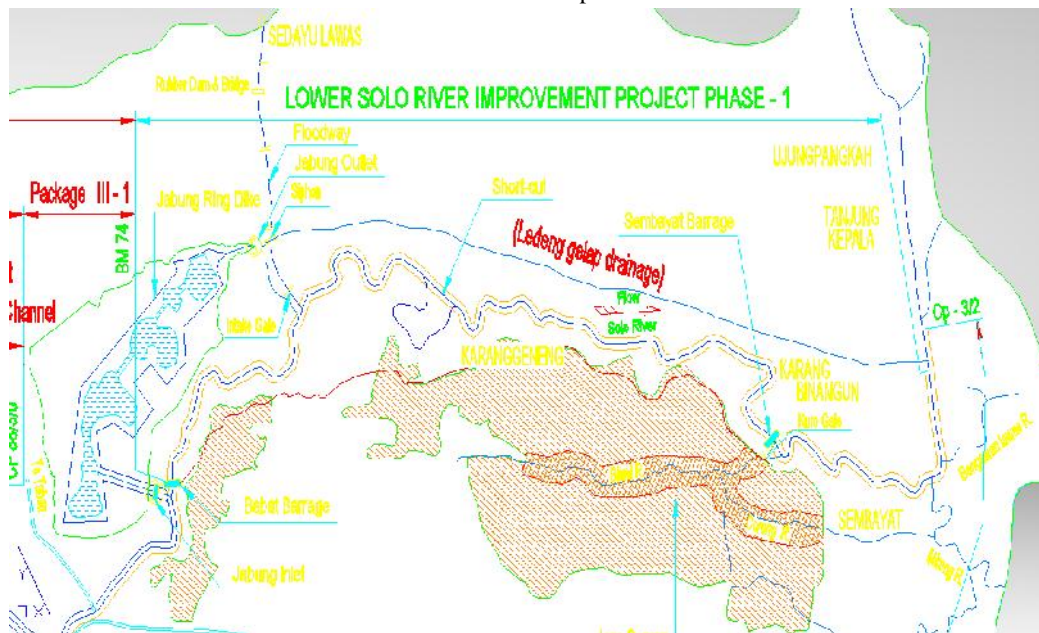 SEDAYU LAWAS
Rubber Dam & Bridge
LOWER SOLO RIVER IMPROVEMENT PROJECT PHASE - 1
Floodway
Jabung Outlet
UJUNGPANGKAH
Package III - 1
Jabung Ring Dike
Short-cut
Sembayat Barrage
TANJUNG
KEPALA
BM 74
(Ledeng gelap drainage)
Channel
Intake Gate
Flow
Solo River
Cp - 3/2
KARANGGENENG
KARANG
BINANGUN
SEMBAYAT
Babat Barrage
Jabung Inlet